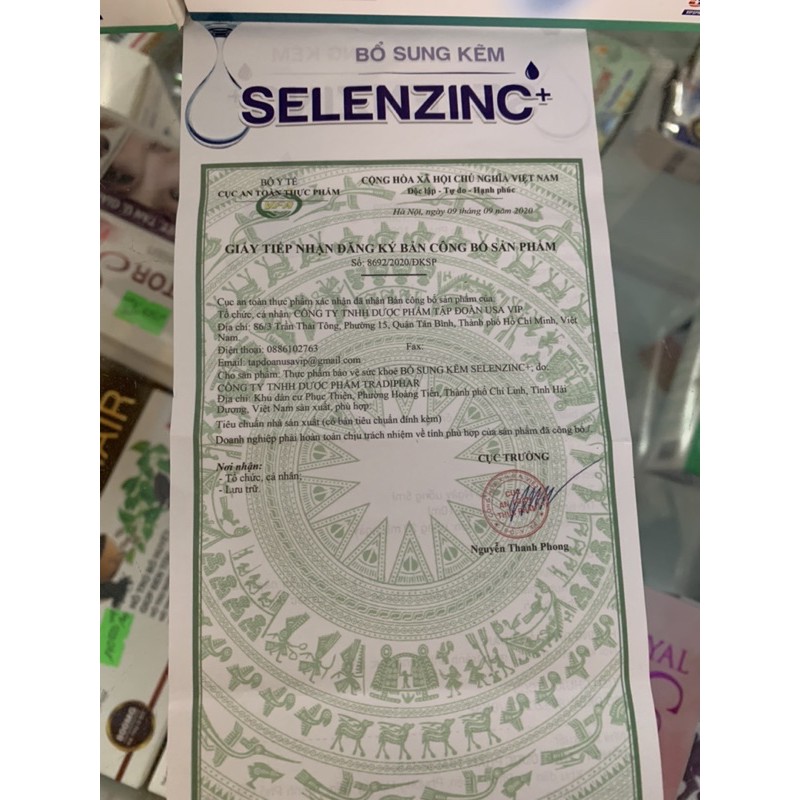 BỔ SUNG KẼM
SELENZINC+
BỘ Y TẾ
CỤC AN TOÀN THỰC PHẨM
CỘNG HÒA XÃ HỘI CHỦ NGHĨA VIỆT NAM
Độc lập - Tự do - Hạnh phúc
Hà Nội, ngày 09 tháng 09 năm 2020
GIẤY TIẾP NHẬN ĐĂNG KÝ BẢN CÔNG BỐ SẢN PHẨM
Số: 8692/2020/ĐKSP
Cục an toàn thực phẩm xác nhận đã nhận Bản công bố sản phẩm của:
Tổ chức, cá nhân: CÔNG TY TNHH DƯỢC PHẨM TẬP ĐOÀN USA VIP
Địa chỉ: 86/3 Trần Thái Tông, Phường 15, Quận Tân Bình, Thành phố Hồ Chí Minh, Việt
Nam
Điện thoại: 0886102763 Fax:
Email: tapdoanusavip@gmail.com
Cho sản phẩm: Thực phẩm bảo vệ sức khoẻ BỔ SUNG KẼM SELENZINC+, do:
CÔNG TY TNHH DƯỢC PHẨM TRADIPHAR
Địa chỉ: Khu dân cư Phục Thiện, Phường Hoàng Tiến, Thành phố Chí Linh, Tỉnh Hải
Dương, Việt Nam sản xuất, phù hợp:
Tiêu chuẩn nhà sản xuất (có bản tiêu chuẩn đính kèm)
Doanh nghiệp phải hoàn toàn chịu trách nhiệm về tính phù hợp của sản phẩm đã công bố./.
CỤC TRƯỞNG
Nơi nhận:
- Tổ chức, cá nhân;
- Lưu trữ.
Nguyễn Thanh Phong
HAIR
YAL